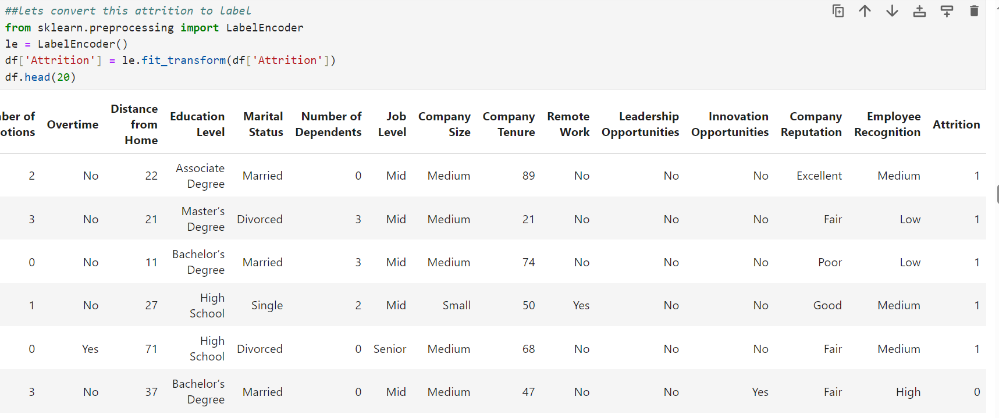 ##lets convert this attrition to label
from sklearn.preprocessing import LabelEncoder
le = LabelEncoder()
df['Attrition'] = le.fit_transform(df['Attrition'])
df.head(20)
ber of otions Overtime Distance from Home Education Level Marital Status Number of Dependents Job Level Company Size Company Tenure Remote Work Leadership Opportunities Innovation Opportunities Company Reputation Employee Recognition Attrition
2 No 22 Associate Degree Married 0 Mid Medium 89 No No No Excellent Medium 1
3 No 21 Master’s Degree Divorced 3 Mid Medium 21 No No No Fair Low 1
0 No 11 Bachelor’s Degree Married 3 Mid Medium 74 No No No Poor Low 1
1 No 27 High School Single 2 Mid Small 50 Yes No No Good Medium 1
0 Yes 71 High School Divorced 0 Senior Medium 68 No No No Fair Medium 1
3 No 37 Bachelor’s Degree Married 0 Mid Medium 47 No No Yes Fair High 0